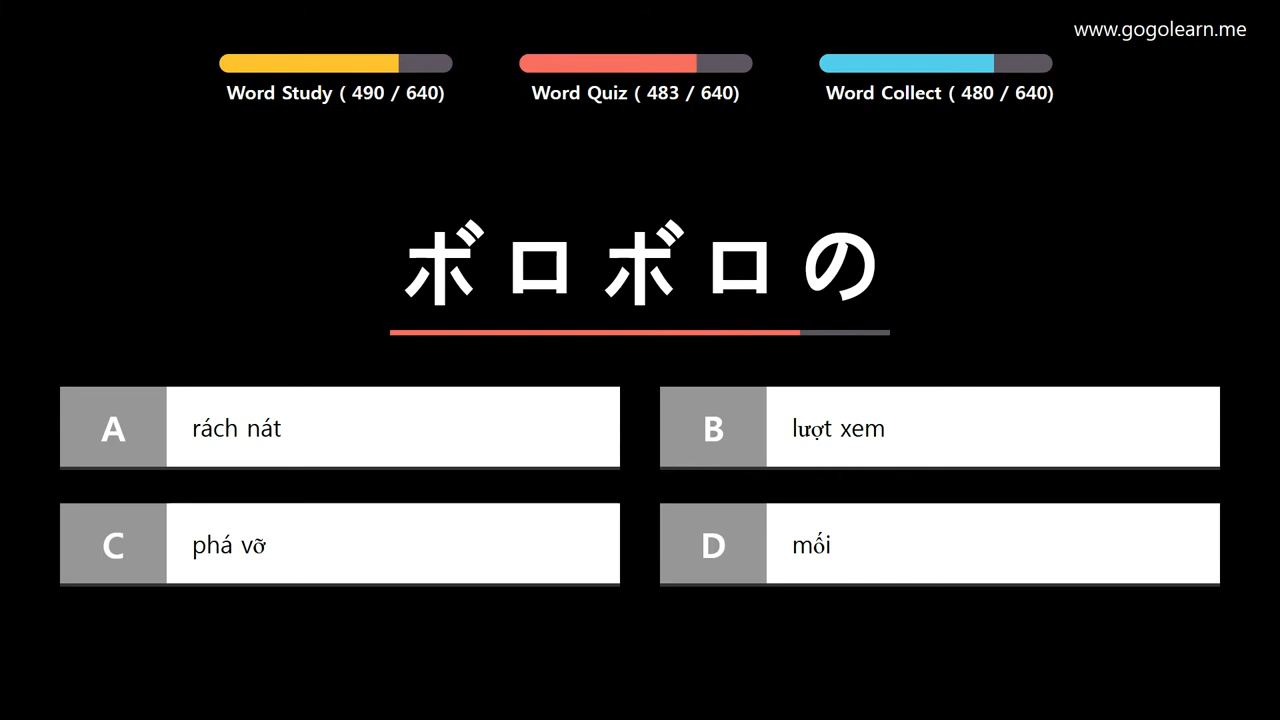 www.gogolearn.me
Word Study ( 490 / 640)
Word Quiz ( 483 / 640)
Word Collect ( 480 / 640)
ボロボロの
A rách nát
B lượt xem
C phá vỡ
D mối